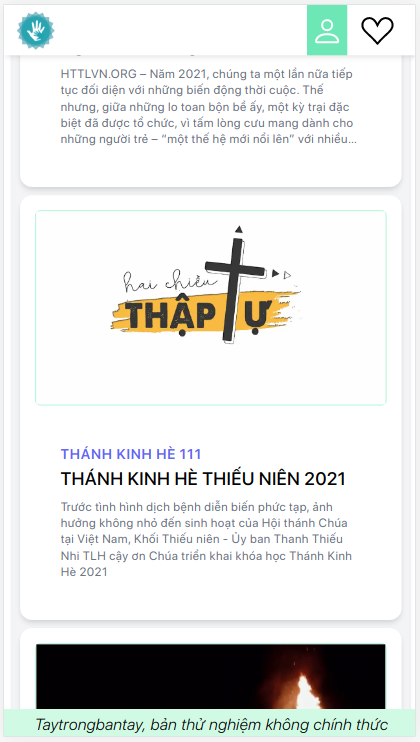 HTTLVN.ORG – Năm 2021, chúng ta một lần nữa tiếp
tục đối diện với những biến động thời cuộc. Thế
nhưng, giữa những lo toan bộn bề ấy, một kỳ trại đặc
biệt đã được tổ chức, vì tấm lòng cưu mang dành cho
những người trẻ – “một thế hệ mới nổi lên” với nhiều...
hai chiều
THẬP TỰ
THÁNH KINH HÈ 111
THÁNH KINH HÈ THIẾU NIÊN 2021
Trước tình hình dịch bệnh diễn biến phức tạp, ảnh
hưởng không nhỏ đến sinh hoạt của Hội thánh Chúa
tại Việt Nam, Khối Thiếu niên - Ủy ban Thanh Thiếu
Nhi TLH cậy ơn Chúa triển khai khóa học Thánh Kinh
Hè 2021
Taytrongbantay, bản thử nghiệm không chính thức